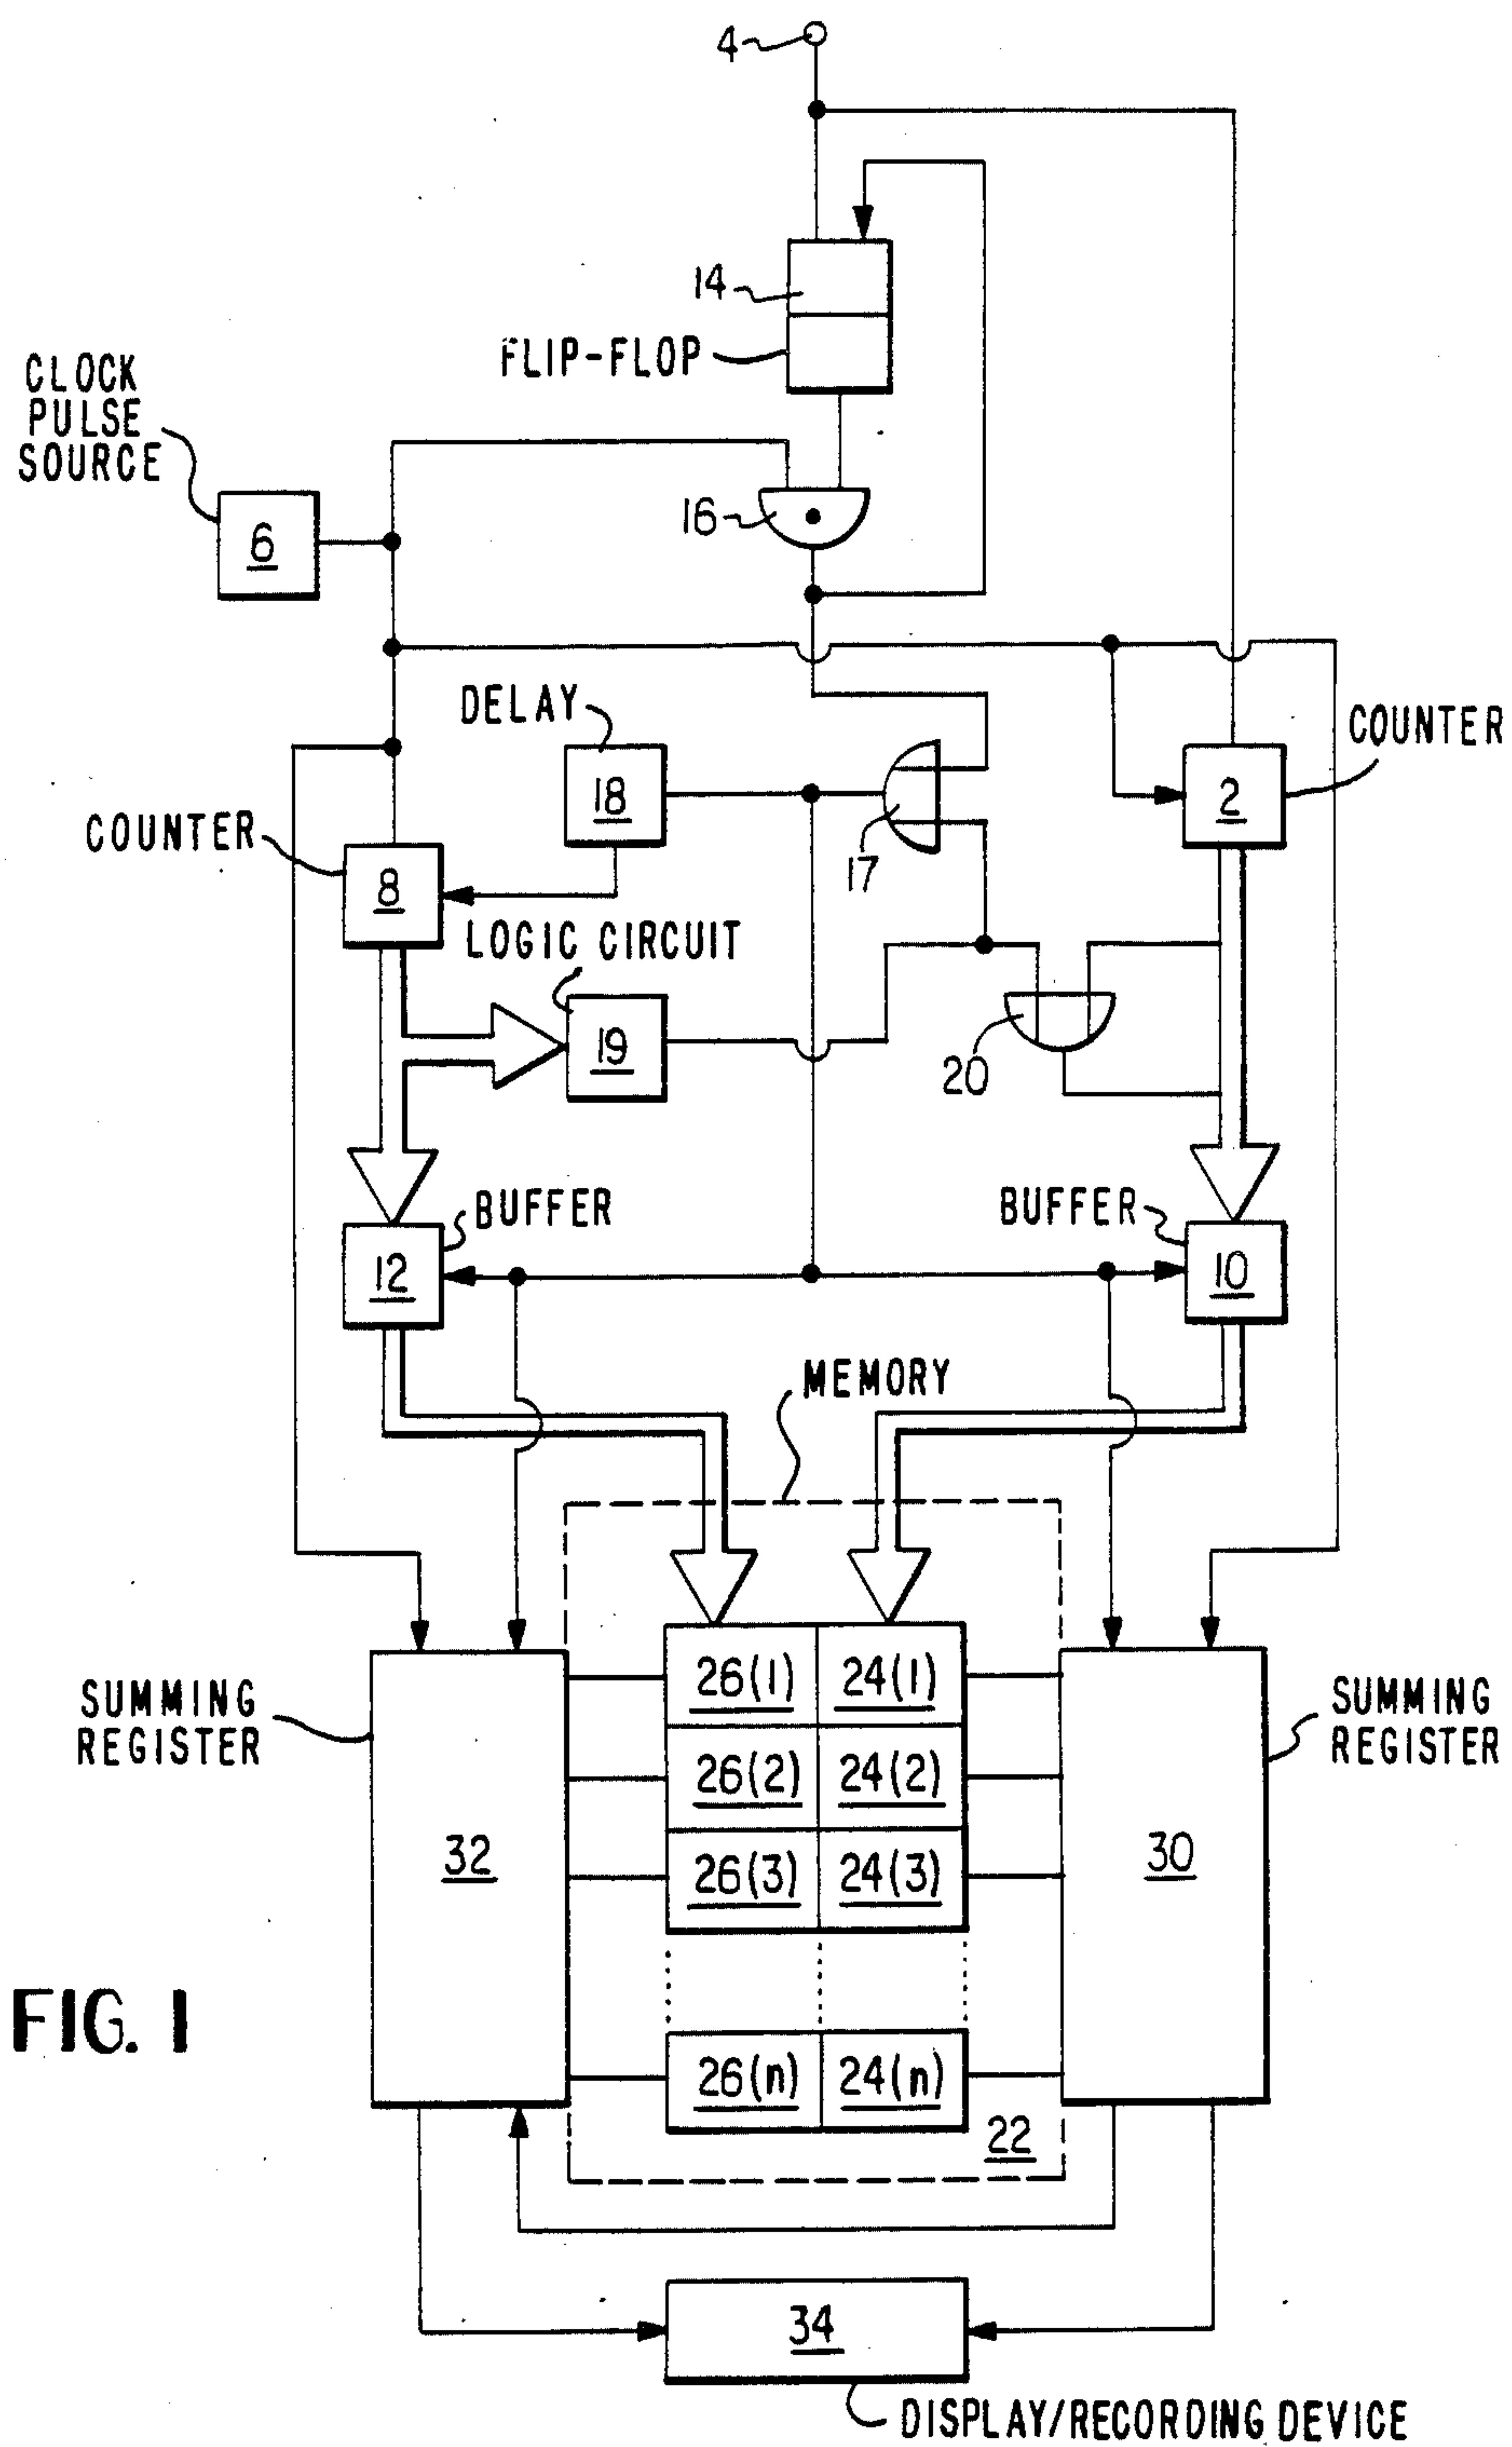 4
14
FLIP-FLOP
CLOCK
PULSE
SOURCE
6
16
DELAY
18
17
COUNTER
2
COUNTER
8
LOGIC CIRCUIT
19
20
BUFFER
12
BUFFER
10
MEMORY
26(1) 24(1)
26(2) 24(2)
26(3) 24(3)
26(n) 24(n)
22
SUMMING
REGISTER
32
SUMMING
REGISTER
30
FIG. 1
34
DISPLAY/RECORDING DEVICE